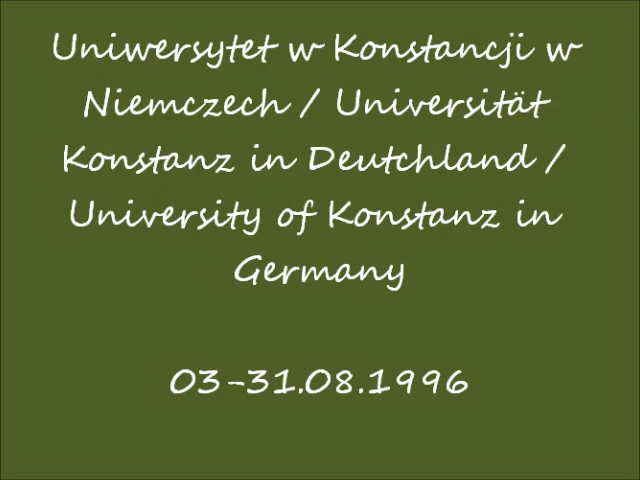 Uniwersytet w Konstancji w
Niemczech / Universität
Konstanz in Deutchland /
University of Konstanz in
Germany
03-31.08.1996